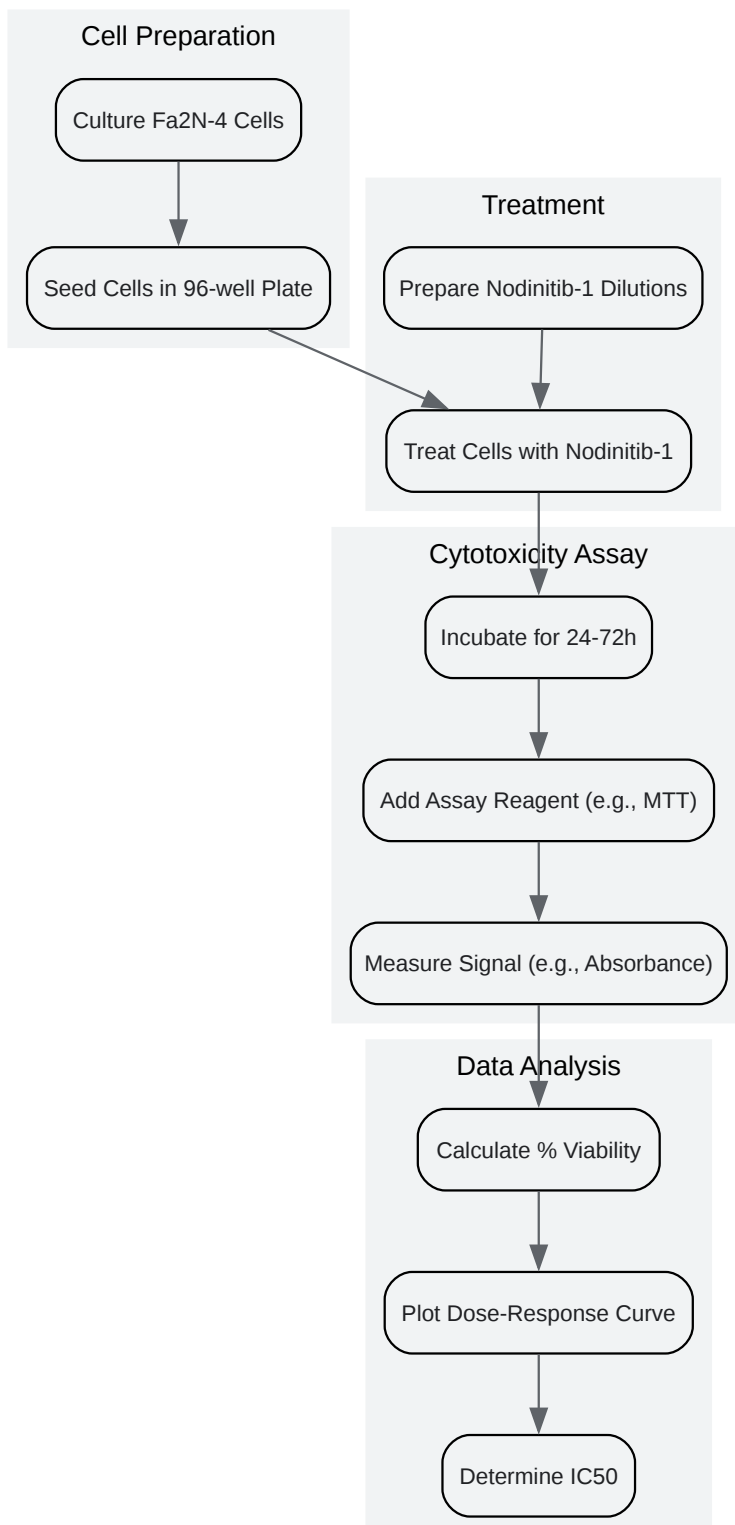 Cell Preparation
Culture Fa2N-4 Cells
Seed Cells in 96-well Plate
Treatment
Prepare Nodinitib-1 Dilutions
Treat Cells with Nodinitib-1
Cytotoxicity Assay
Incubate for 24-72h
Add Assay Reagent (e.g., MTT)
Measure Signal (e.g., Absorbance)
Data Analysis
Calculate % Viability
Plot Dose-Response Curve
Determine IC50